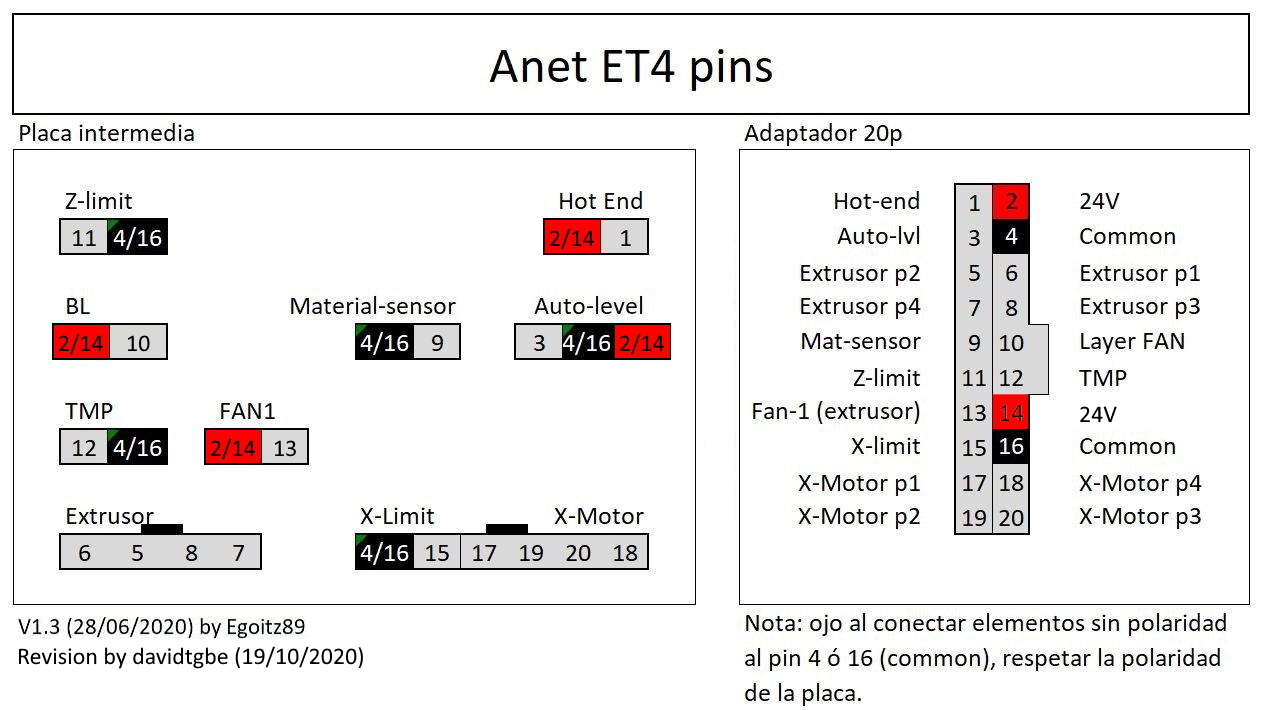 Anet ET4 pins
Placa intermedia
Z-limit
11 4/16
Hot End
2/14 1
BL
2/14 10
Material-sensor
4/16 9
Auto-level
3 4/16 2/14
TMP
12 4/16
FAN1
2/14 13
Extrusor
6 5 8 7
X-Limit X-Motor
4/16 15 17 19 20 18
V1.3 (28/06/2020) by Egoitz89
Revision by davidtgbe (19/10/2020)
Adaptador 20p
Hot-end 1 2 24V
Auto-lvl 3 4 Common
Extrusor p2 5 6 Extrusor p1
Extrusor p4 7 8 Extrusor p3
Mat-sensor 9 10 Layer FAN
Z-limit 11 12 TMP
Fan-1 (extrusor) 13 14 24V
X-limit 15 16 Common
X-Motor p1 17 18 X-Motor p4
X-Motor p2 19 20 X-Motor p3
Nota: ojo al conectar elementos sin polaridad
al pin 4 ó 16 (common), respetar la polaridad
de la placa.